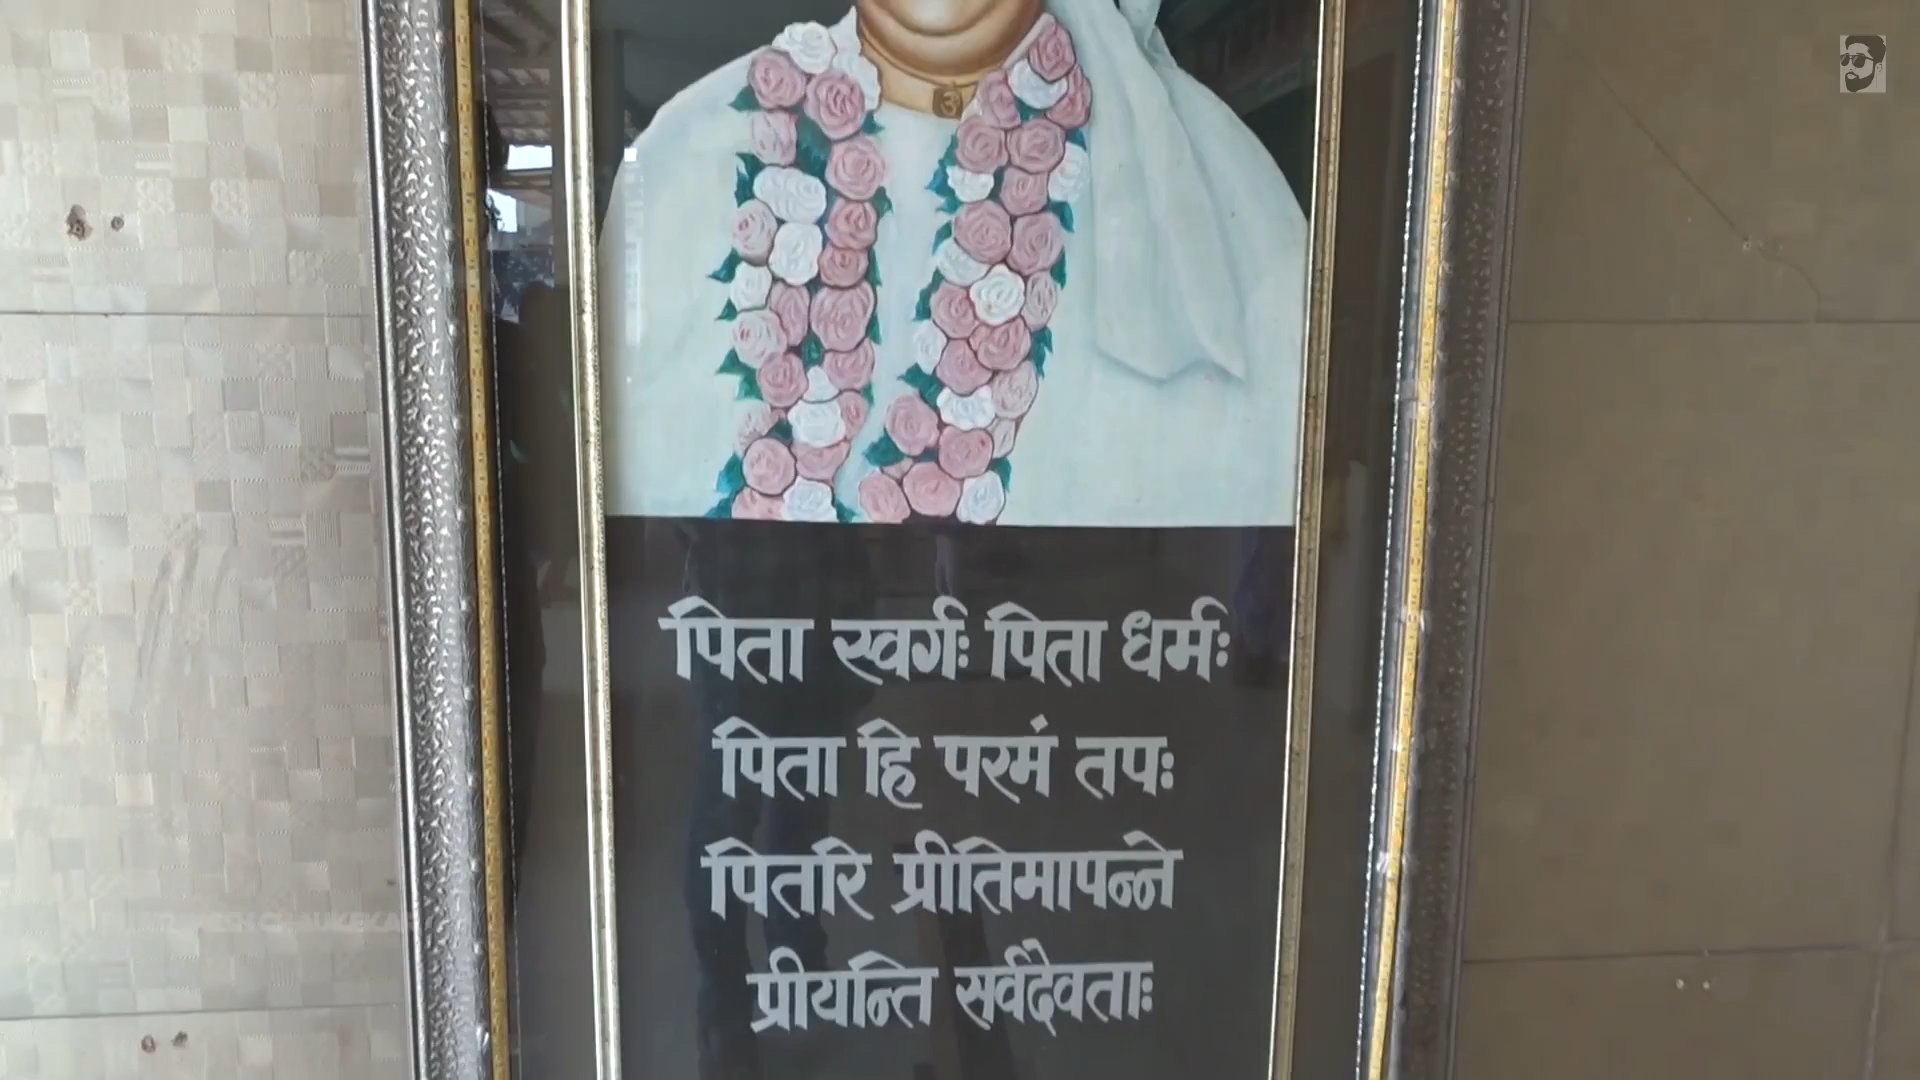 ॐ
पिता स्वर्गः पिता धर्मः
पिता हि परमं तपः
पितरि प्रीतिमापन्ने
प्रीयन्ति सर्वदैवताः